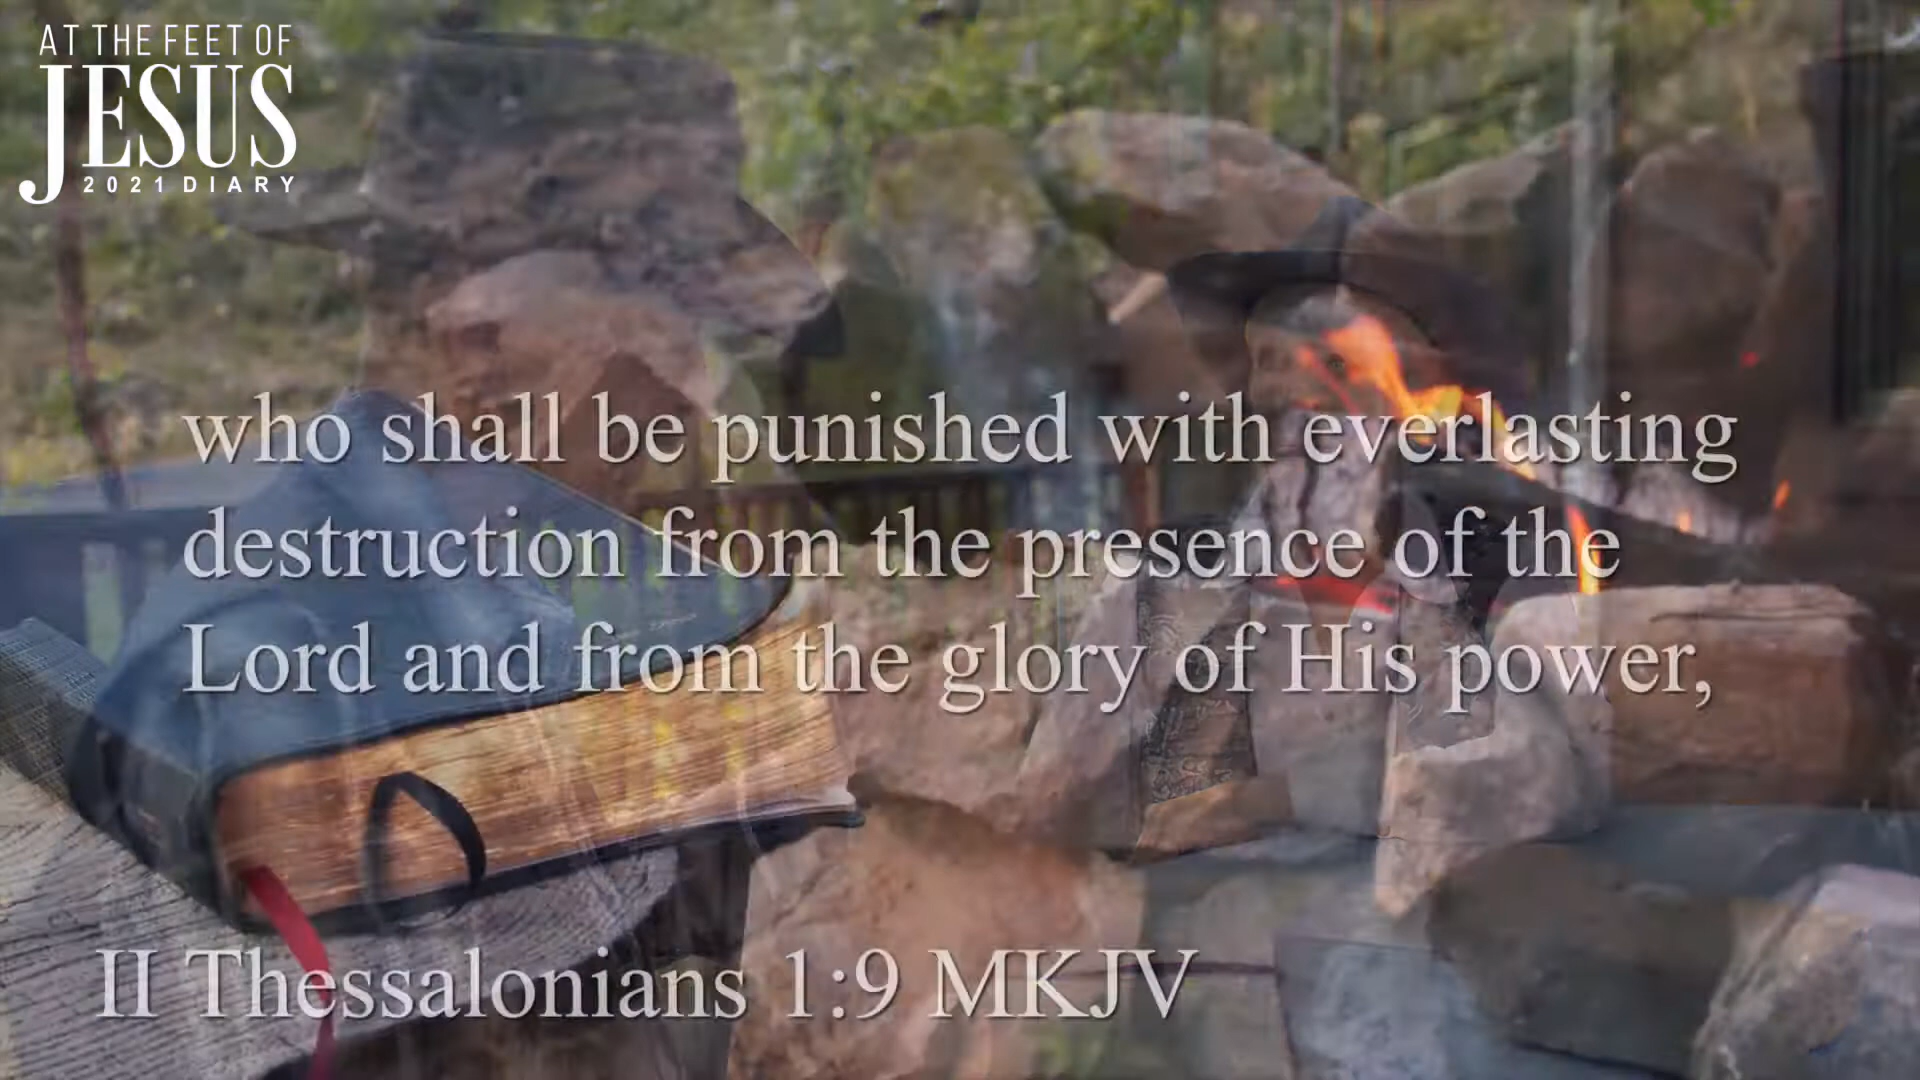 AT THE FEET OF
JESUS
2021 DIARY
who shall be punished with everlasting
destruction from the presence of the
Lord and from the glory of His power,
II Thessalonians 1:9 MKJV